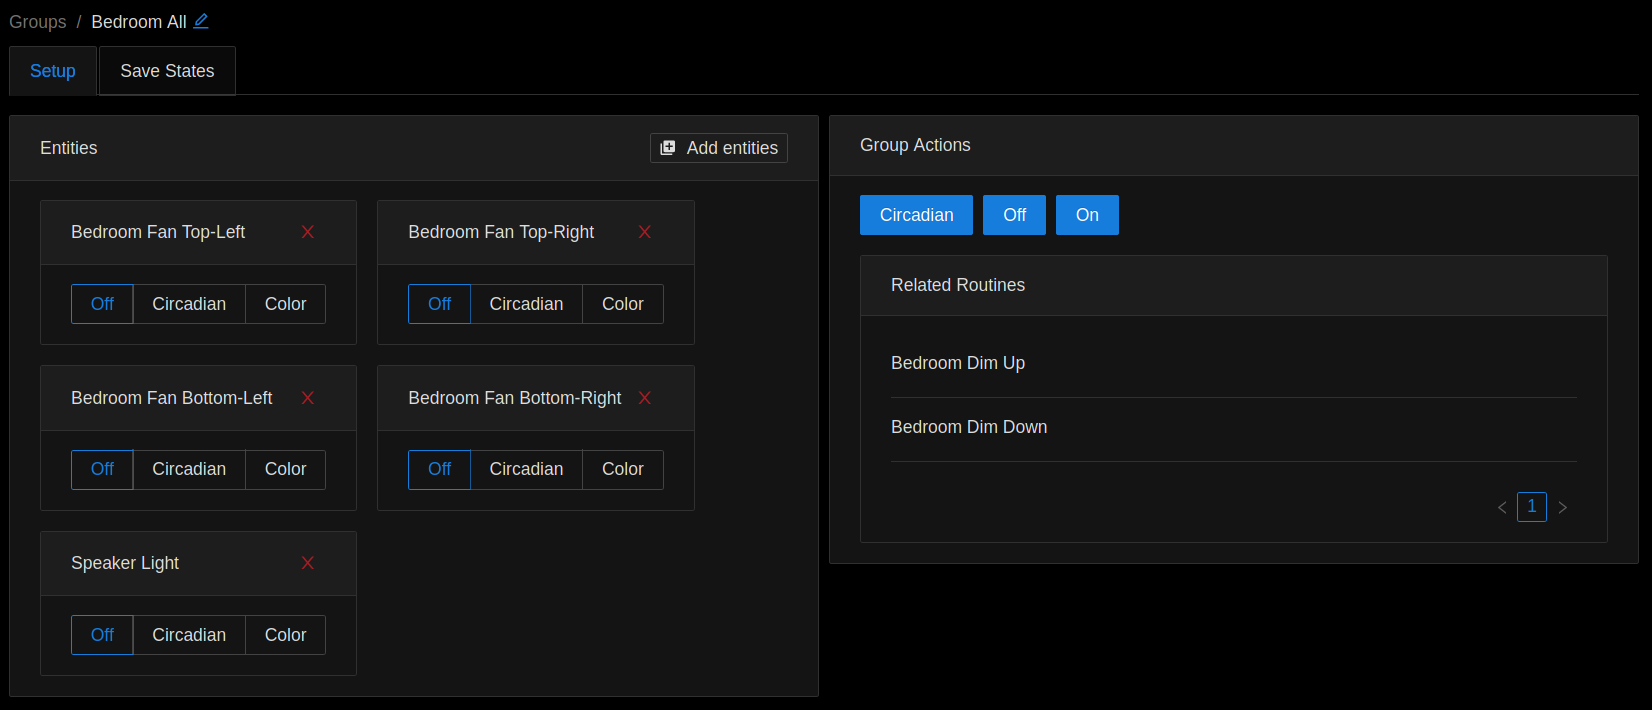 Groups / Bedroom All
Setup
Save States
Entities
Add entities
Bedroom Fan Top-Left
Off
Circadian
Color
Bedroom Fan Top-Right
Off
Circadian
Color
Bedroom Fan Bottom-Left
Off
Circadian
Color
Bedroom Fan Bottom-Right
Off
Circadian
Color
Speaker Light
Off
Circadian
Color
Group Actions
Circadian
Off
On
Related Routines
Bedroom Dim Up
Bedroom Dim Down
1